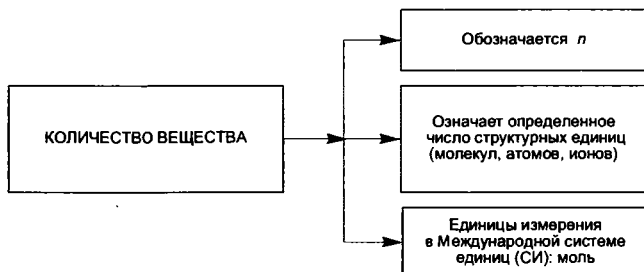 Обозначается n
КОЛИЧЕСТВО ВЕЩЕСТВА
Означает определенное
число структурных единиц
(молекул, атомов, ионов)
Единицы измерения
в Международной системе
единиц (СИ): моль